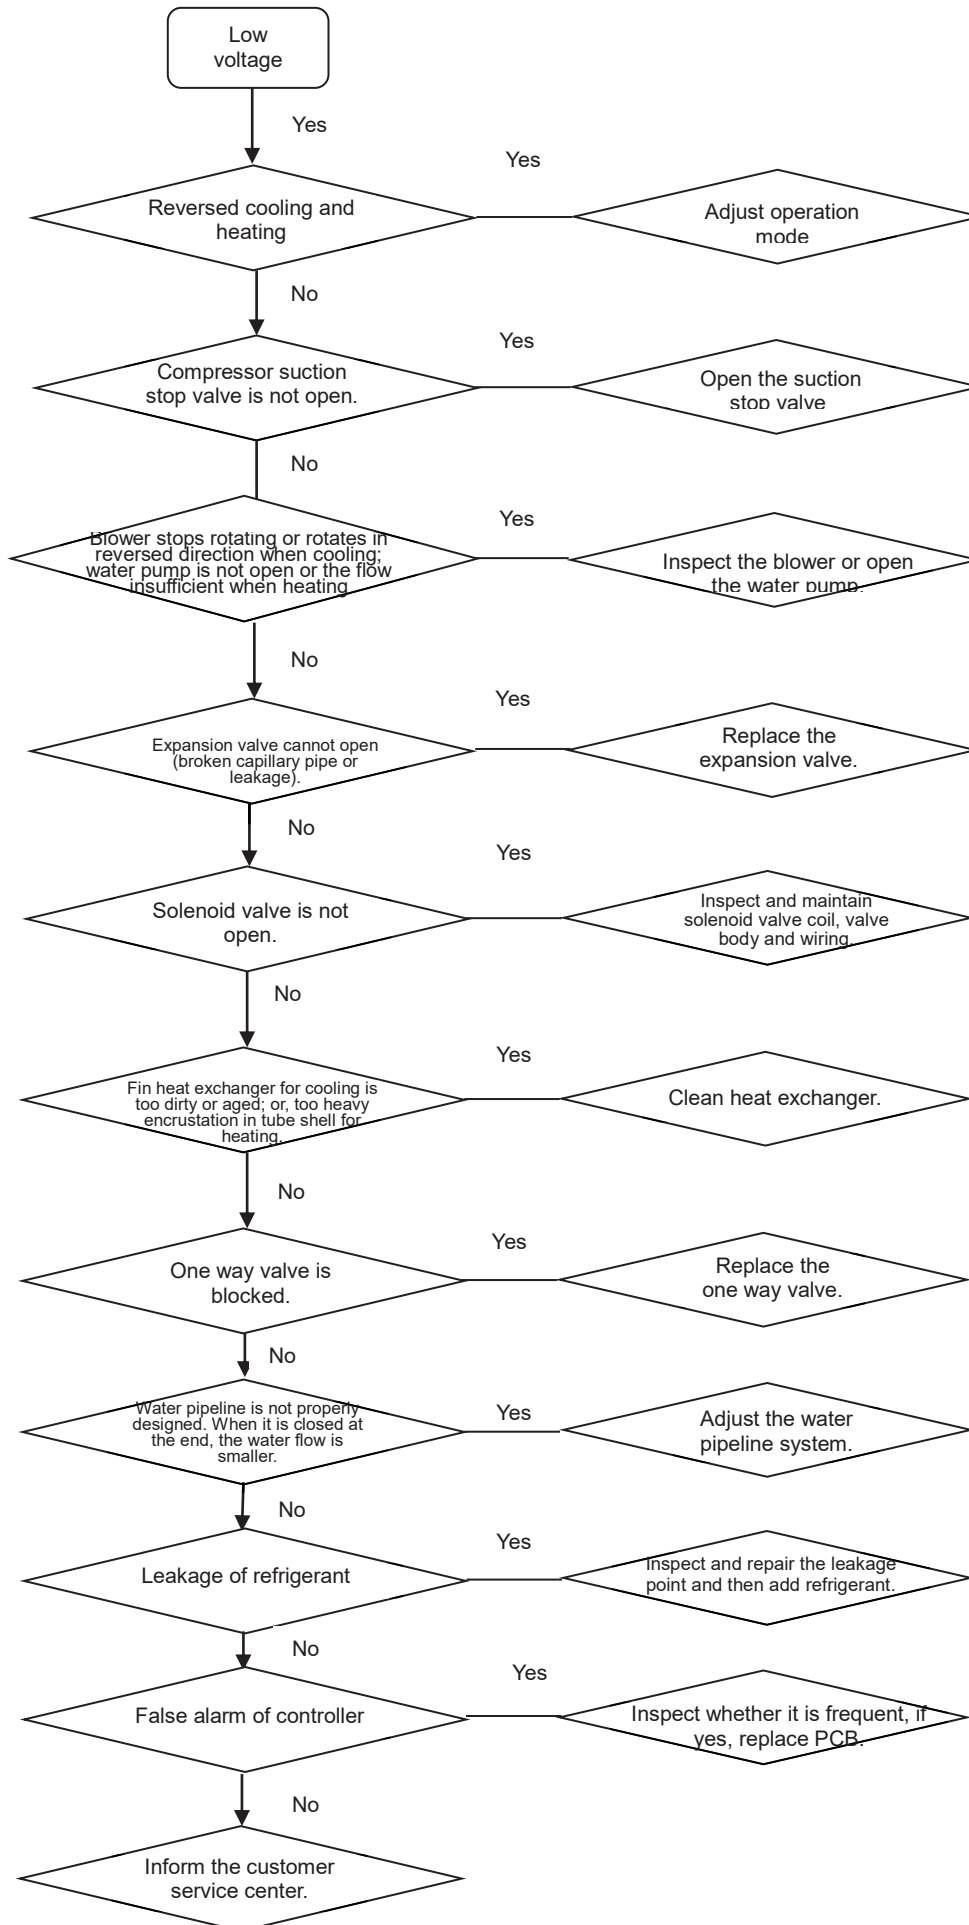 Low
voltage
Yes
Yes
Reversed cooling and
heating
Adjust operation
mode
No
Yes
Compressor suction
stop valve is not open.
Open the suction
stop valve
No
Yes
Blower stops rotating or rotates in
reversed direction when cooling;
water pump is not open or the flow
insufficient when heating
Inspect the blower or open
the water pump.
No
Yes
Expansion valve cannot open
(broken capillary pipe or
leakage).
Replace the
expansion valve.
No
Yes
Solenoid valve is not
open.
Inspect and maintain
solenoid valve coil, valve
body and wiring.
No
Yes
Fin heat exchanger for cooling is
too dirty or aged; or, too heavy
encrustation in tube shell for
heating.
Clean heat exchanger.
No
Yes
One way valve is
blocked.
Replace the
one way valve.
No
Yes
Water pipeline is not properly
designed. When it is closed at
the end, the water flow is
smaller.
Adjust the water
pipeline system.
No
Yes
Leakage of refrigerant
Inspect and repair the leakage
point and then add refrigerant.
No
Yes
False alarm of controller
Inspect whether it is frequent, if
yes, replace PCB.
No
Inform the customer
service center.